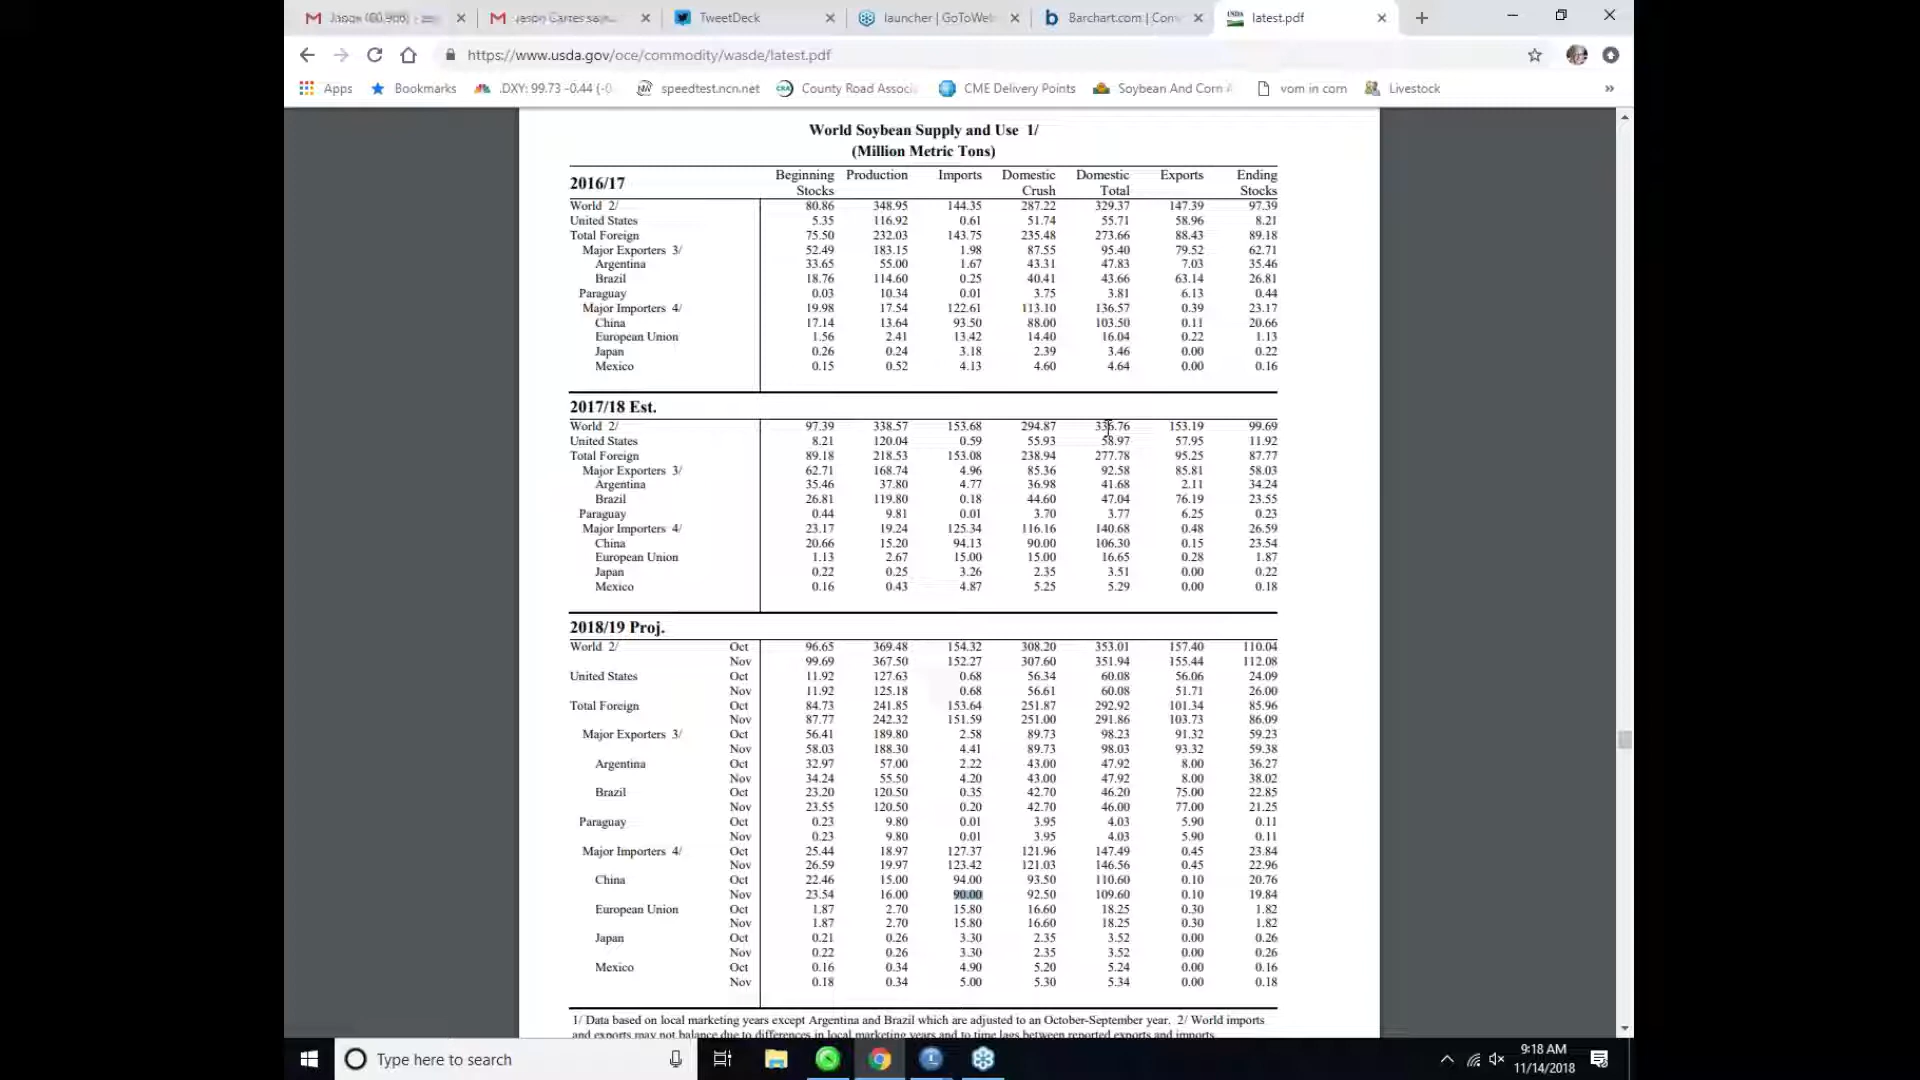 TweetDeck
launcher | GoToWeb
Barchart.com | Com
latest.pdf
https://www.usda.gov/oce/commodity/wasde/latest.pdf
Apps Bookmarks .DXY: 99.73 -0.44 (-0 speedtest.ncn.net County Road Associ CME Delivery Points Soybean And Corn A vom in corn Livestock »
World Soybean Supply and Use 1/
(Million Metric Tons)
2016/17 Beginning Stocks Production Imports Domestic Crush Domestic Total Exports Ending Stocks
World 2/ 80.86 348.95 144.35 287.22 329.37 147.39 97.39
United States 5.35 116.92 0.61 51.74 55.71 58.96 8.21
Total Foreign 75.50 232.03 143.75 235.48 273.66 88.43 89.18
Major Exporters 3/ 52.49 183.15 1.98 87.55 95.40 79.52 62.71
Argentina 33.65 55.00 1.67 43.31 47.83 7.03 35.46
Brazil 18.76 114.60 0.25 40.41 43.66 63.14 26.81
Paraguay 0.03 10.34 0.01 3.75 3.81 6.13 0.44
Major Importers 4/ 19.98 17.54 122.61 113.10 136.57 0.39 23.17
China 17.14 13.64 93.50 88.00 103.50 0.11 20.66
European Union 1.56 2.41 13.42 14.40 16.04 0.22 1.13
Japan 0.26 0.24 3.18 2.39 3.46 0.00 0.22
Mexico 0.15 0.52 4.13 4.60 4.64 0.00 0.16
2017/18 Est.
World 2/ 97.39 338.57 153.68 294.87 336.76 153.19 99.69
United States 8.21 120.04 0.59 55.93 58.97 57.95 11.92
Total Foreign 89.18 218.53 153.08 238.94 277.78 95.25 87.77
Major Exporters 3/ 62.71 168.74 4.96 85.36 92.58 85.81 58.03
Argentina 35.46 37.80 4.77 36.98 41.68 2.11 34.24
Brazil 26.81 119.80 0.18 44.60 47.04 76.19 23.55
Paraguay 0.44 9.81 0.01 3.70 3.77 6.25 0.23
Major Importers 4/ 23.17 19.24 125.34 116.16 140.68 0.48 26.59
China 20.66 15.20 94.13 90.00 106.30 0.15 23.54
European Union 1.13 2.67 15.00 15.00 16.65 0.28 1.87
Japan 0.22 0.25 3.26 2.35 3.51 0.00 0.22
Mexico 0.16 0.43 4.87 5.25 5.29 0.00 0.18
2018/19 Proj.
World 2/ Oct 96.65 369.48 154.32 308.20 353.01 157.40 110.04
Nov 99.69 367.50 152.27 307.60 351.94 155.44 112.08
United States Oct 11.92 127.63 0.68 56.34 60.08 56.06 24.09
Nov 11.92 125.18 0.68 56.61 60.08 51.71 26.00
Total Foreign Oct 84.73 241.85 153.64 251.87 292.92 101.34 85.96
Nov 87.77 242.32 151.59 251.00 291.86 103.73 86.09
Major Exporters 3/ Oct 56.41 189.80 2.58 89.73 98.23 91.32 59.23
Nov 58.03 188.30 4.41 89.73 98.03 93.32 59.38
Argentina Oct 32.97 57.00 2.22 43.00 47.92 8.00 36.27
Nov 34.24 55.50 4.20 43.00 47.92 8.00 38.02
Brazil Oct 23.20 120.50 0.35 42.70 46.20 75.00 22.85
Nov 23.55 120.50 0.20 42.70 46.00 77.00 21.25
Paraguay Oct 0.23 9.80 0.01 3.95 4.03 5.90 0.11
Nov 0.23 9.80 0.01 3.95 4.03 5.90 0.11
Major Importers 4/ Oct 25.44 18.97 127.37 121.96 147.49 0.45 23.84
Nov 26.59 19.97 123.42 121.03 146.56 0.45 22.96
China Oct 22.46 15.00 94.00 93.50 110.60 0.10 20.76
Nov 23.54 16.00 90.00 92.50 109.60 0.10 19.84
European Union Oct 1.87 2.70 15.80 16.60 18.25 0.30 1.82
Nov 1.87 2.70 15.80 16.60 18.25 0.30 1.82
Japan Oct 0.21 0.26 3.30 2.35 3.52 0.00 0.26
Nov 0.22 0.26 3.30 2.35 3.52 0.00 0.26
Mexico Oct 0.16 0.34 4.90 5.20 5.24 0.00 0.16
Nov 0.18 0.34 5.00 5.30 5.34 0.00 0.18
1/ Data based on local marketing years except Argentina and Brazil which are adjusted to an October-September year. 2/ World imports
and exports may not balance due to differences in local marketing years and to time lags between reported exports and imports.
Type here to search
9:18 AM
11/14/2018